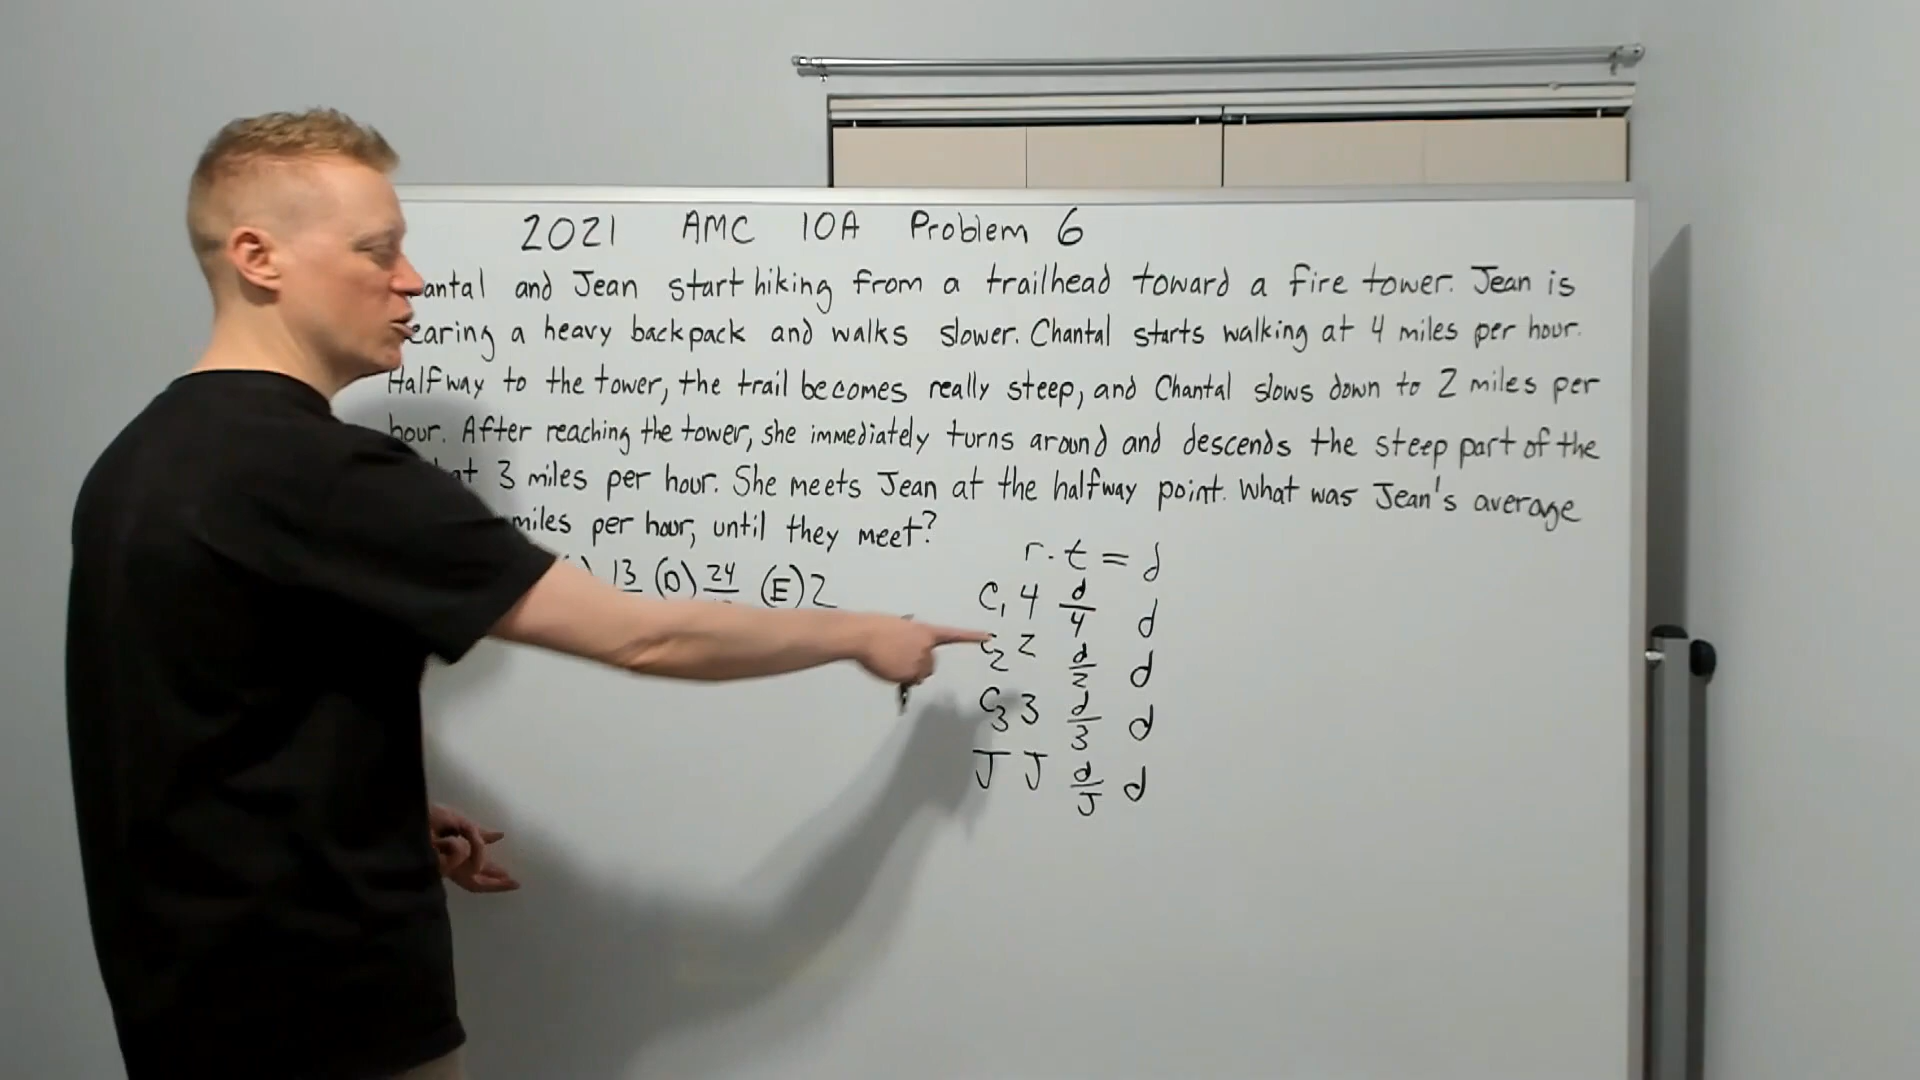 2021 AMC 10A Problem 6
and Jean start hiking from a trailhead toward a fire tower. Jean is
a heavy backpack and walks slower. Chantal starts walking at 4 miles per hour.
Halfway to the tower, the trail becomes really steep, and Chantal slows down to 2 miles per
hour. After reaching the tower, she immediately turns around and descends the steep part of the
at 3 miles per hour. She meets Jean at the halfway point. What was Jean's average
miles per hour, until they meet?
13 (D) 24 (E) 2
r · t = d
C₁ 4 d/4 d
C₂ 2 d/2 d
C₃ 3 d/3 d
J J d/J d